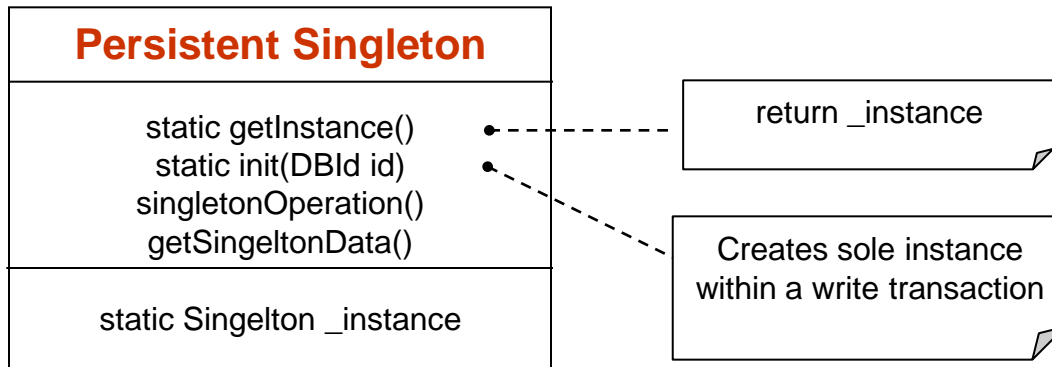 Persistent Singleton
static getInstance()
static init(DBId id)
singletonOperation()
getSingeltonData()
static Singelton _instance
return _instance
Creates sole instance
within a write transaction